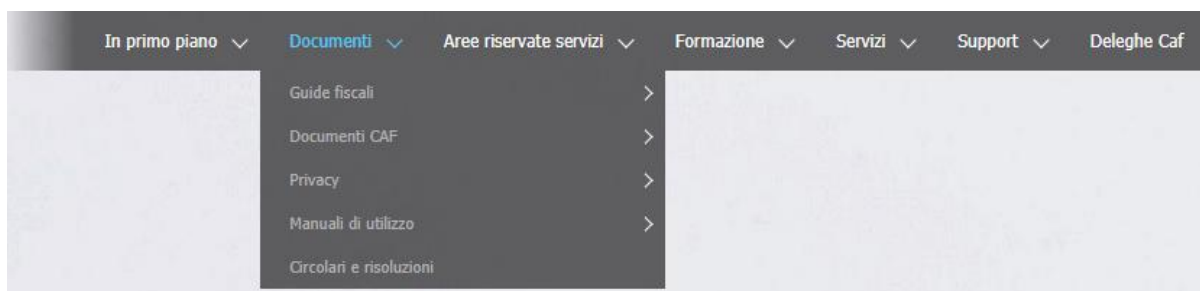 In primo piano Documenti Aree riservate servizi Formazione Servizi Support Deleghe Caf
Guide fiscali
Documenti CAF
Privacy
Manuali di utilizzo
Circolari e risoluzioni